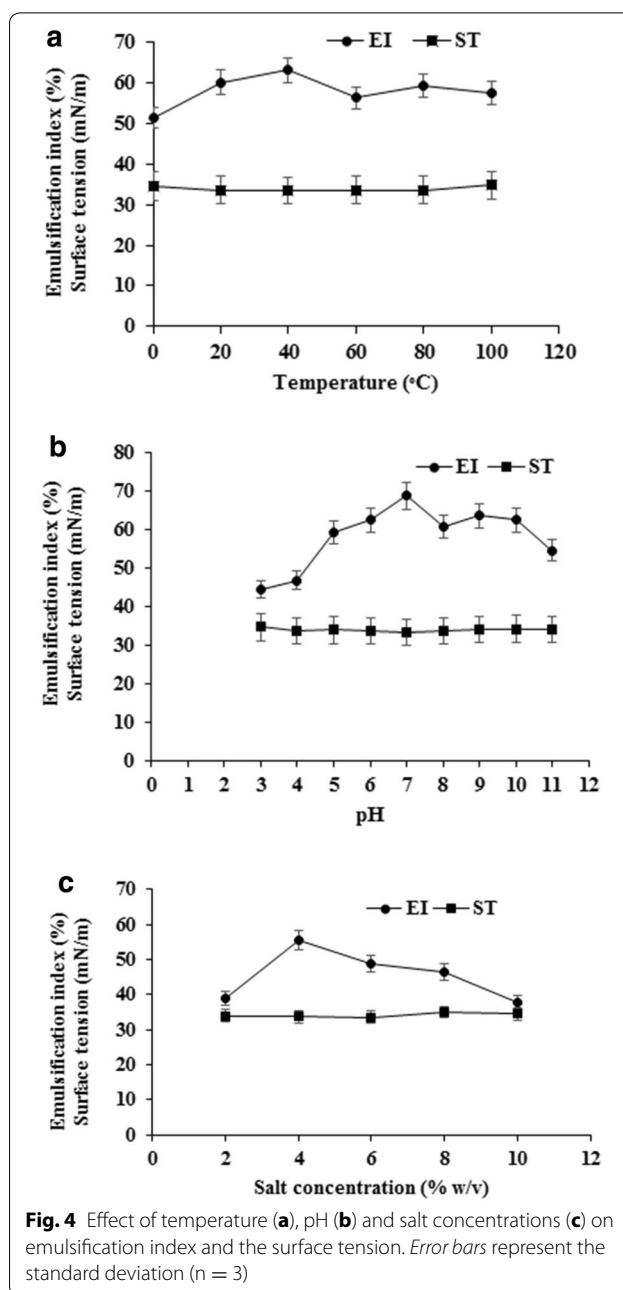 a
EI ST
Emulsification index (%)
Surface tension (mN/m)
70
60
50
40
30
20
10
0
0 20 40 60 80 100 120
Temperature (°C)
b
EI ST
Emulsification index (%)
Surface tension (mN/m)
80
70
60
50
40
30
20
10
0
0 1 2 3 4 5 6 7 8 9 10 11 12
pH
c
EI ST
Emulsification index (%)
Surface tension (mN/m)
70
60
50
40
30
20
10
0
0 2 4 6 8 10 12
Salt concentration (% w/v)
Fig. 4 Effect of temperature (a), pH (b) and salt concentrations (c) on
emulsification index and the surface tension. Error bars represent the
standard deviation (n = 3)